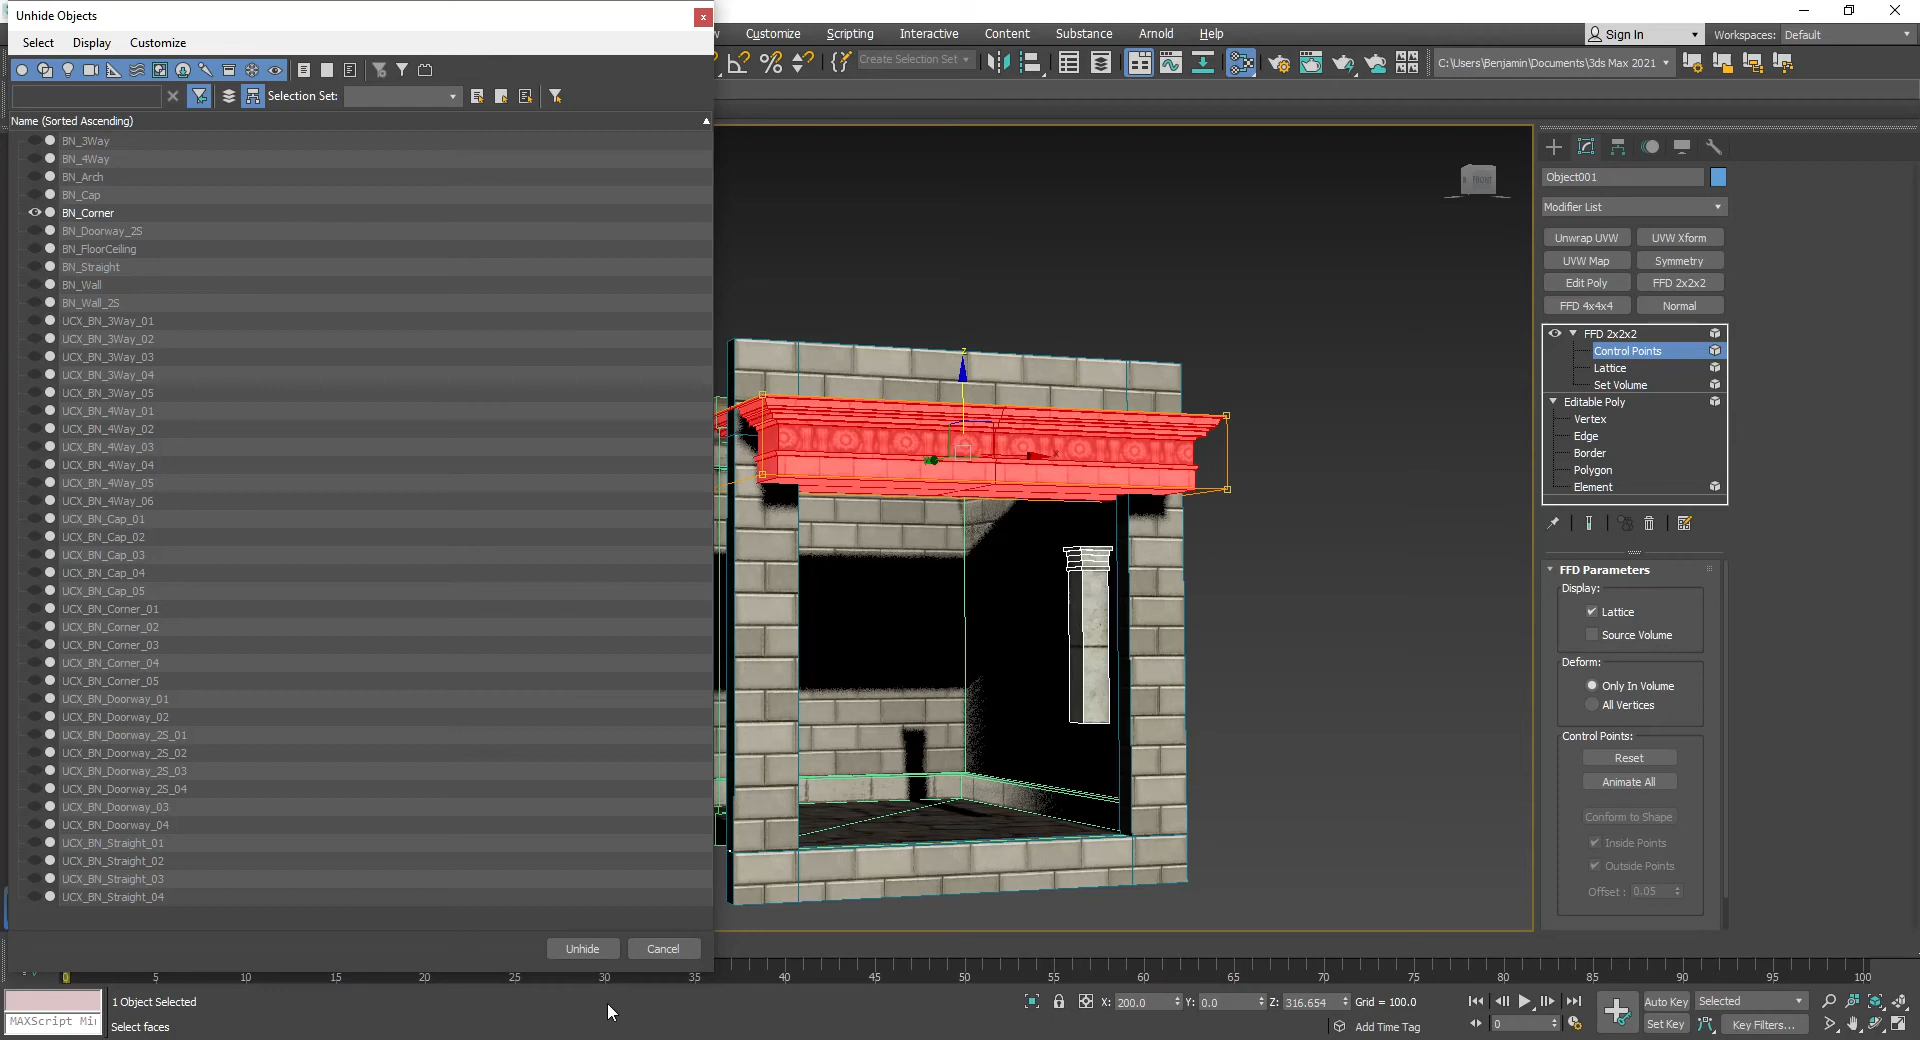 Unhide Objects
Select Display Customize
Customize Scripting Interactive Content Substance Arnold Help
Sign In
Workspaces: Default
Create Selection Set
C:\Users\Benjamin\Documents\3ds Max 2021
Selection Set:
Name (Sorted Ascending)
BN_3Way
BN_4Way
BN_Arch
BN_Cap
BN_Corner
BN_Doorway_2S
BN_FloorCeiling
BN_Straight
BN_Wall
BN_Wall_2S
UCX_BN_3Way_01
UCX_BN_3Way_02
UCX_BN_3Way_03
UCX_BN_3Way_04
UCX_BN_3Way_05
UCX_BN_4Way_01
UCX_BN_4Way_02
UCX_BN_4Way_03
UCX_BN_4Way_04
UCX_BN_4Way_05
UCX_BN_4Way_06
UCX_BN_Cap_01
UCX_BN_Cap_02
UCX_BN_Cap_03
UCX_BN_Cap_04
UCX_BN_Cap_05
UCX_BN_Corner_01
UCX_BN_Corner_02
UCX_BN_Corner_03
UCX_BN_Corner_04
UCX_BN_Corner_05
UCX_BN_Doorway_01
UCX_BN_Doorway_02
UCX_BN_Doorway_2S_01
UCX_BN_Doorway_2S_02
UCX_BN_Doorway_2S_03
UCX_BN_Doorway_2S_04
UCX_BN_Doorway_03
UCX_BN_Doorway_04
UCX_BN_Straight_01
UCX_BN_Straight_02
UCX_BN_Straight_03
UCX_BN_Straight_04
Unhide Cancel
z
x
FRONT
Object001
Modifier List
Unwrap UVW UVW Xform
UVW Map Symmetry
Edit Poly FFD 2x2x2
FFD 4x4x4 Normal
FFD 2x2x2
Control Points
Lattice
Set Volume
Editable Poly
Vertex
Edge
Border
Polygon
Element
FFD Parameters
Display:
Lattice
Source Volume
Deform:
Only In Volume
All Vertices
Control Points:
Reset
Animate All
Conform to Shape
Inside Points
Outside Points
Offset : 0.05
0 5 10 15 20 25 30 35 40 45 50 55 60 65 70 75 80 85 90 95 100
1 Object Selected
MAXScript Mi
Select faces
X: 200.0 Y: 0.0 Z: 316.654 Grid = 100.0
Add Time Tag
0
Auto Key Selected
Set Key Key Filters...